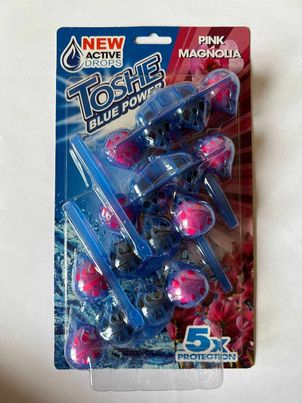 NEW
ACTIVE
DROPS
PINK
MAGNOLIA
TOSHE
BLUE POWER
5x
PROTECTION